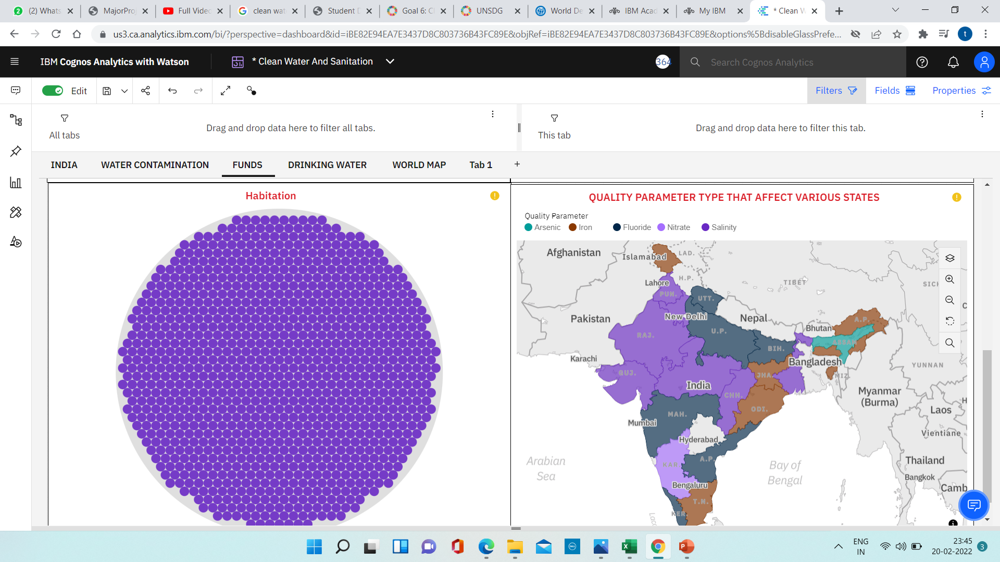 (2) Whats
MajorPro
Full Video
clean wat
Student D
Goal 6: Cl
UNSDG
World De
IBM Acad
My IBM
* Clean W
us3.ca.analytics.ibm.com/bi/?perspective=dashboard&id=iBE82E94EA7E3437D8C803736B43FC89E&objRef=iBE82E94EA7E3437D8C803736B43FC89E&options%5BdisableGlassPrefe...
t
IBM Cognos Analytics with Watson
* Clean Water And Sanitation
364
Search Cognos Analytics
Edit
Filters
Fields
Properties
All tabs
Drag and drop data here to filter all tabs.
This tab
Drag and drop data here to filter this tab.
INDIA
WATER CONTAMINATION
FUNDS
DRINKING WATER
WORLD MAP
Tab 1
Habitation
QUALITY PARAMETER TYPE THAT AFFECT VARIOUS STATES
Quality Parameter
Arsenic
Iron
Fluoride
Nitrate
Salinity
Afghanistan
Islamabad
LAD.
H.P.
Lahore
PUN.
TIBET
SICH
UTT.
New Delhi
Pakistan
Nepal
U.P.
RAJ.
Bhutan
A.P.
ASSAM
BIH.
Karachi
Bangladesh
YUNNAN
GUJ.
JHA.
MIZ.
India
CHH.
Myanmar
(Burma)
ODI.
MAH.
Laos
H
C
Mumbai
Hyderabad
Vientiane
Arabian
Sea
KAR
A.P.
Bay of
Bengal
Thailand
Bangkok
Bengaluru
Camb
T.N.
KER.
Lacc
ENG
IN
23:45
20-02-2022
3